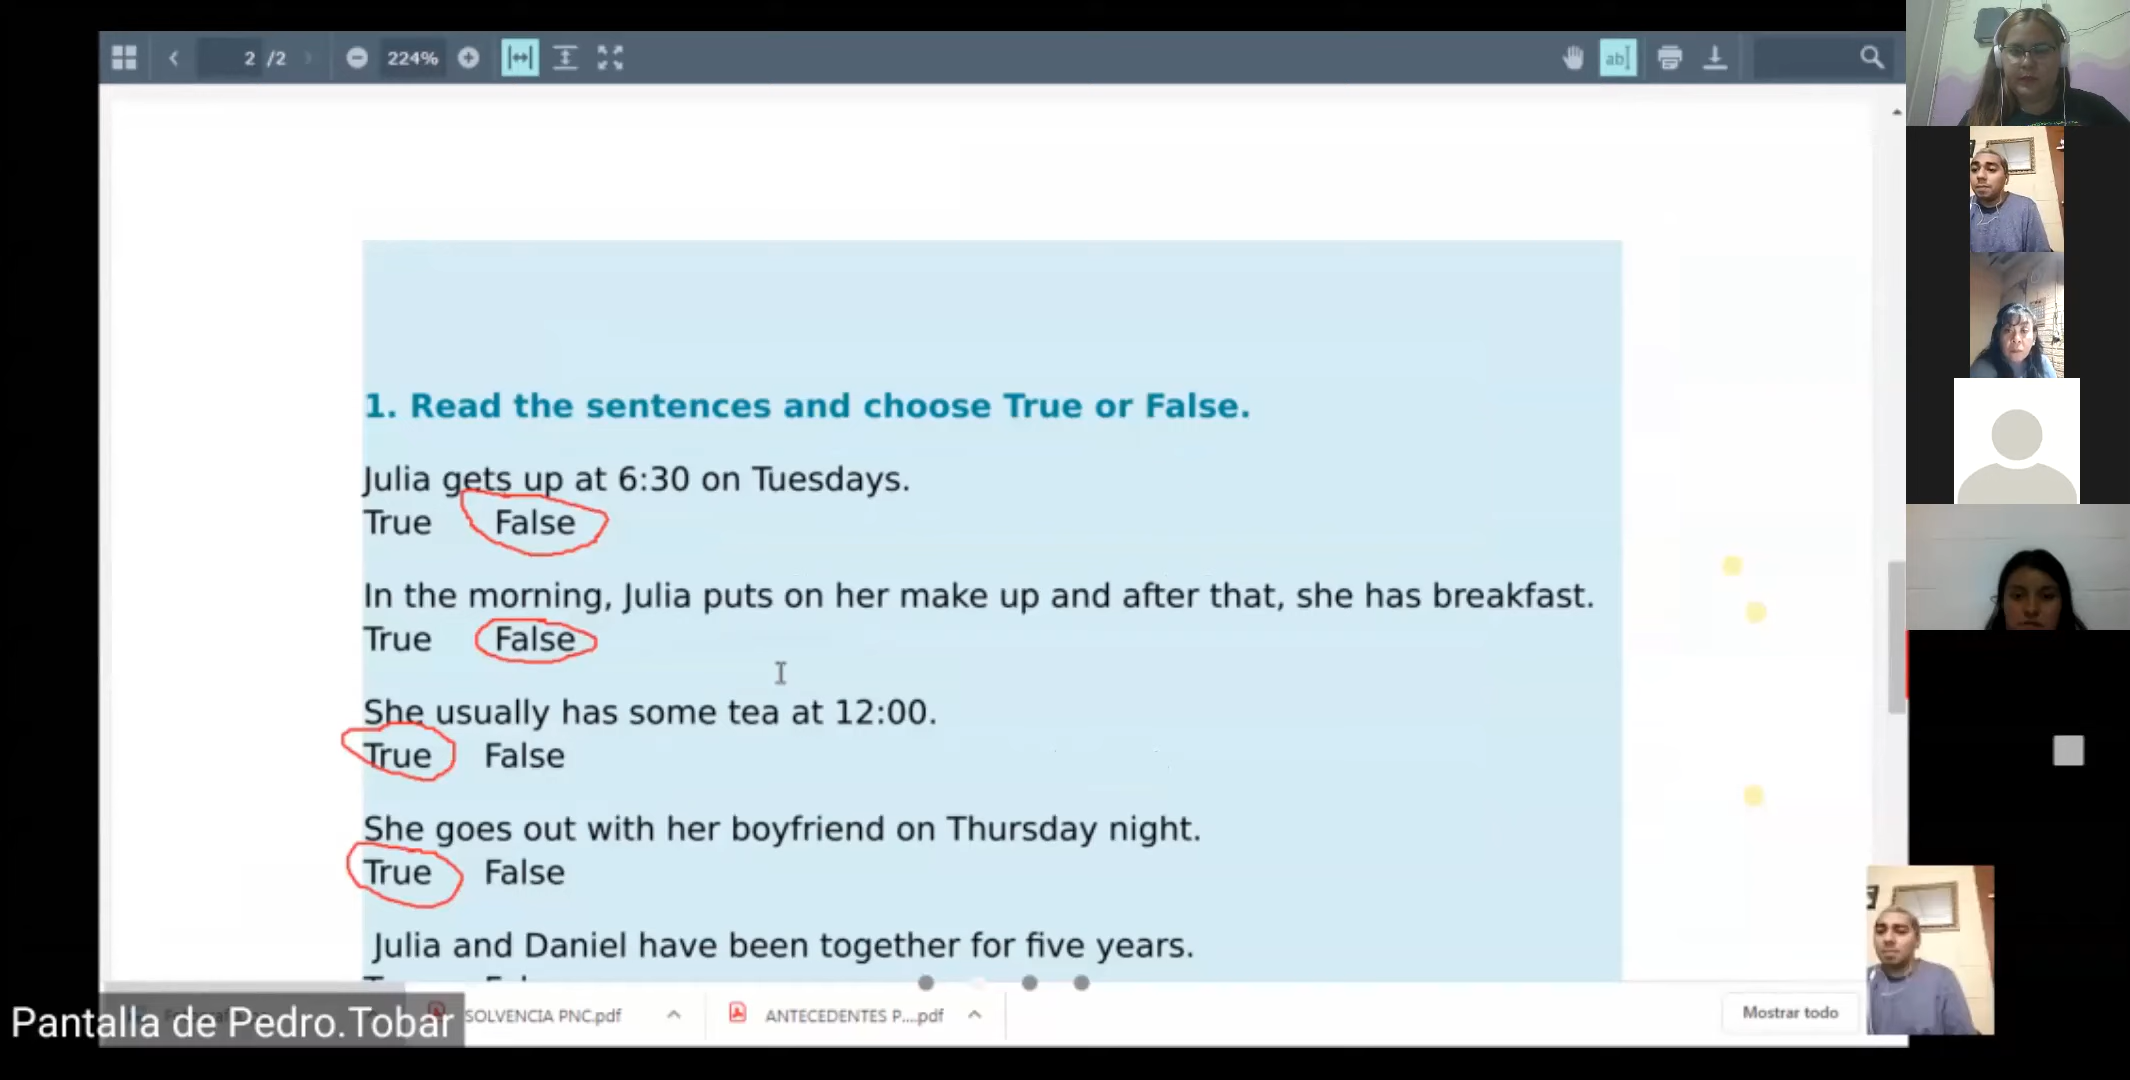 2 /2
224%
ab
1. Read the sentences and choose True or False.
Julia gets up at 6:30 on Tuesdays.
True False
In the morning, Julia puts on her make up and after that, she has breakfast.
True False
She usually has some tea at 12:00.
True False
She goes out with her boyfriend on Thursday night.
True False
Julia and Daniel have been together for five years.
Pantalla de Pedro.Tobar
SOLVENCIA PNC.pdf
ANTECEDENTES P....pdf
Mostrar todo